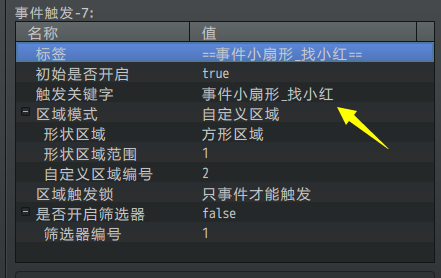 事件触发-7:
名称 值
标签 ==事件小扇形_找小红==
初始是否开启 true
触发关键字 事件小扇形_找小红
区域模式 自定义区域
形状区域 方形区域
形状区域范围 1
自定义区域编号 2
区域触发锁 只事件才能触发
是否开启筛选器 false
筛选器编号 1